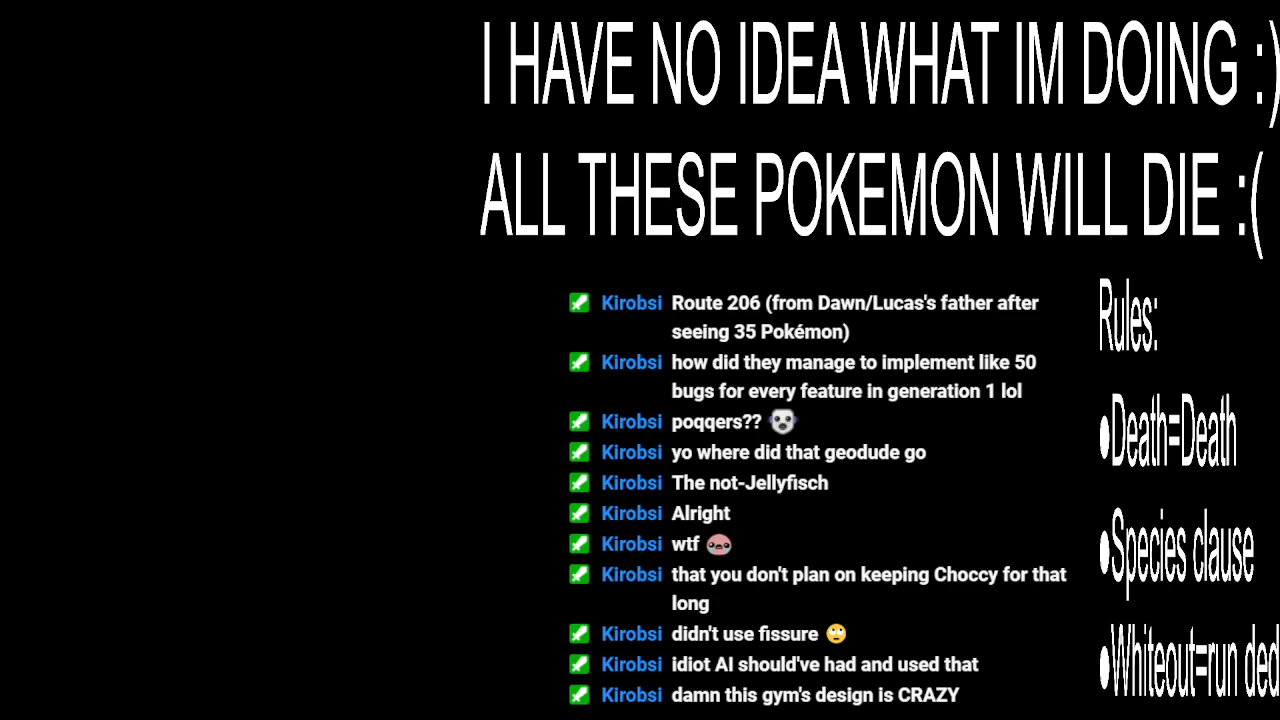 I HAVE NO IDEA WHAT IM DOING :)
ALL THESE POKEMON WILL DIE :(
Kirobsi Route 206 (from Dawn/Lucas's father after
seeing 35 Pokémon)
Kirobsi how did they manage to implement like 50
bugs for every feature in generation 1 lol
Kirobsi poqqers??
Kirobsi yo where did that geodude go
Kirobsi The not-Jellyfisch
Kirobsi Alright
Kirobsi wtf
Kirobsi that you don't plan on keeping Choccy for that
long
Kirobsi didn't use fissure 🙄
Kirobsi idiot AI should've had and used that
Kirobsi damn this gym's design is CRAZY
Rules:
•Death=Death
•Species clause
•Whiteout=run ded